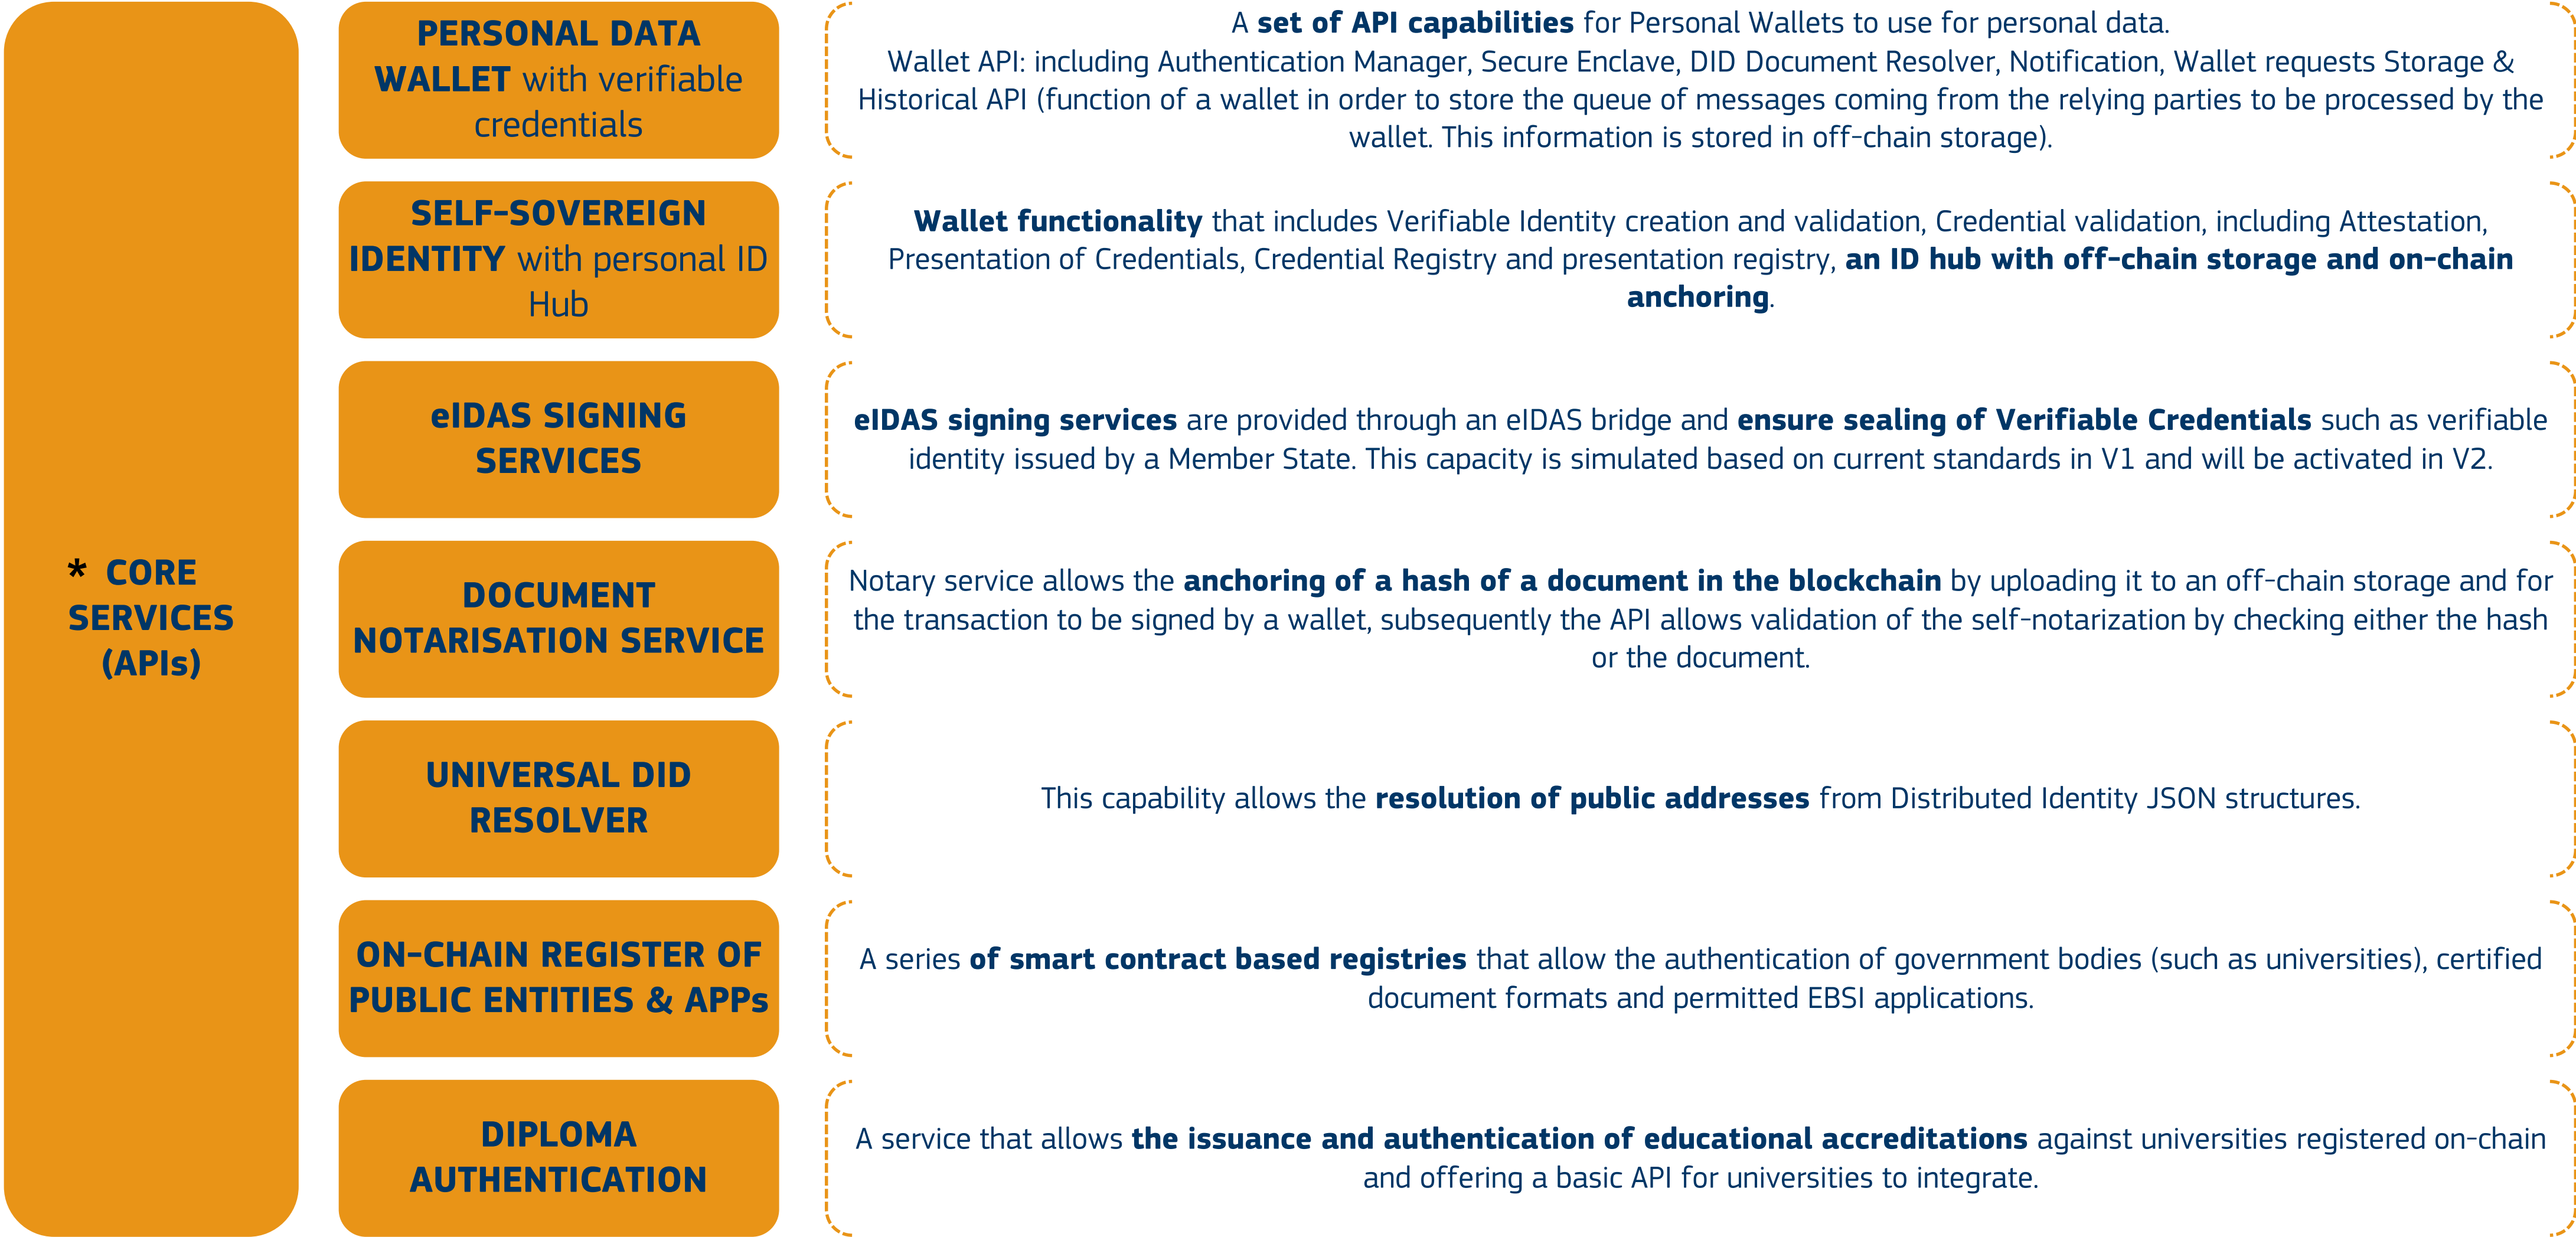 * CORE
SERVICES
(APIs)
PERSONAL DATA
WALLET with verifiable
credentials
A set of API capabilities for Personal Wallets to use for personal data.
Wallet API: including Authentication Manager, Secure Enclave, DID Document Resolver, Notification, Wallet requests Storage &
Historical API (function of a wallet in order to store the queue of messages coming from the relying parties to be processed by the
wallet. This information is stored in off-chain storage).
SELF-SOVEREIGN
IDENTITY with personal ID
Hub
Wallet functionality that includes Verifiable Identity creation and validation, Credential validation, including Attestation,
Presentation of Credentials, Credential Registry and presentation registry, an ID hub with off-chain storage and on-chain
anchoring.
eIDAS SIGNING
SERVICES
eIDAS signing services are provided through an eIDAS bridge and ensure sealing of Verifiable Credentials such as verifiable
identity issued by a Member State. This capacity is simulated based on current standards in V1 and will be activated in V2.
DOCUMENT
NOTARISATION SERVICE
Notary service allows the anchoring of a hash of a document in the blockchain by uploading it to an off-chain storage and for
the transaction to be signed by a wallet, subsequently the API allows validation of the self-notarization by checking either the hash
or the document.
UNIVERSAL DID
RESOLVER
This capability allows the resolution of public addresses from Distributed Identity JSON structures.
ON-CHAIN REGISTER OF
PUBLIC ENTITIES & APPs
A series of smart contract based registries that allow the authentication of government bodies (such as universities), certified
document formats and permitted EBSI applications.
DIPLOMA
AUTHENTICATION
A service that allows the issuance and authentication of educational accreditations against universities registered on-chain
and offering a basic API for universities to integrate.